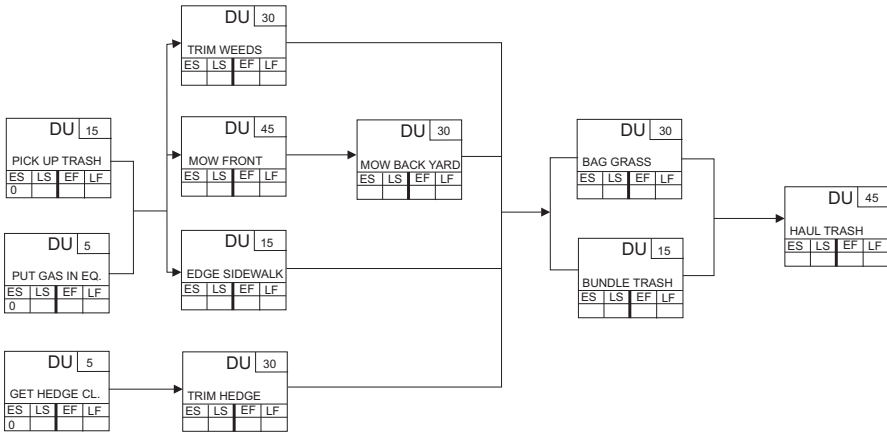 DU 30
TRIM WEEDS
ES LS EF LF
DU 15
PICK UP TRASH
ES LS EF LF
0
DU 45
MOW FRONT
ES LS EF LF
DU 30
MOW BACK YARD
ES LS EF LF
DU 30
BAG GRASS
ES LS EF LF
DU 45
HAUL TRASH
ES LS EF LF
DU 5
PUT GAS IN EQ.
ES LS EF LF
0
DU 15
EDGE SIDEWALK
ES LS EF LF
DU 15
BUNDLE TRASH
ES LS EF LF
DU 5
GET HEDGE CL.
ES LS EF LF
0
DU 30
TRIM HEDGE
ES LS EF LF